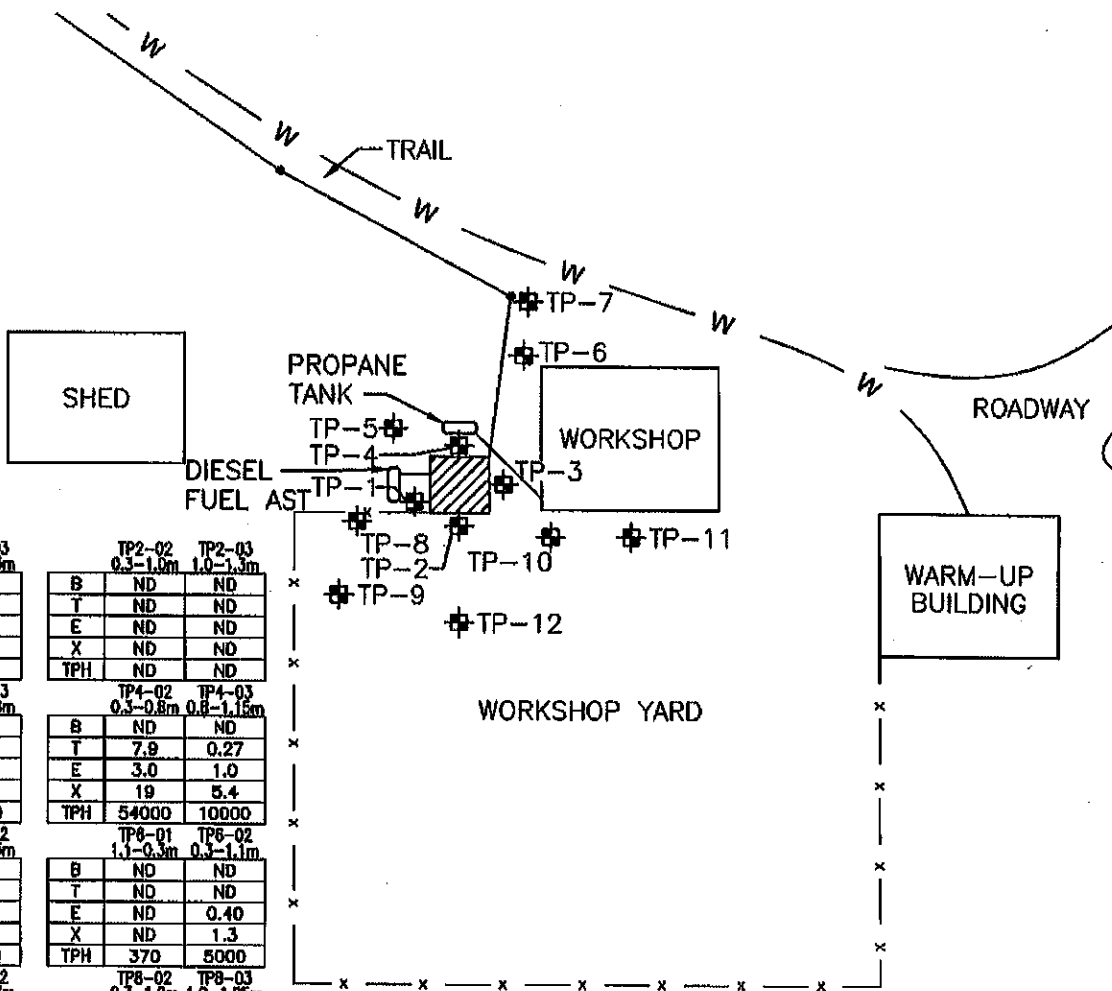 W
W
TRAIL
W
W
TP-7
W
TP-6
W
PROPANE
TANK
SHED
ROADWAY
TP-5
WORKSHOP
TP-4
DIESEL
FUEL AST
TP-1
TP-3
TP-8
TP-2
TP-10
TP-11
WARM-UP
BUILDING
TP-9
TP-12
WORKSHOP YARD
TP2-02 TP2-03
0.3-1.0m 1.0-1.3m
B ND ND
T ND ND
E ND ND
X ND ND
TPH ND ND
TP4-02 TP4-03
0.3-0.8m 0.8-1.15m
B ND ND
T 7.9 0.27
E 3.0 1.0
X 19 5.4
TPH 54000 10000
TP6-01 TP6-02
1.1-0.3m 0.3-1.1m
B ND ND
T ND ND
E ND 0.40
X ND 1.3
TPH 370 5000
TP8-02 TP8-03